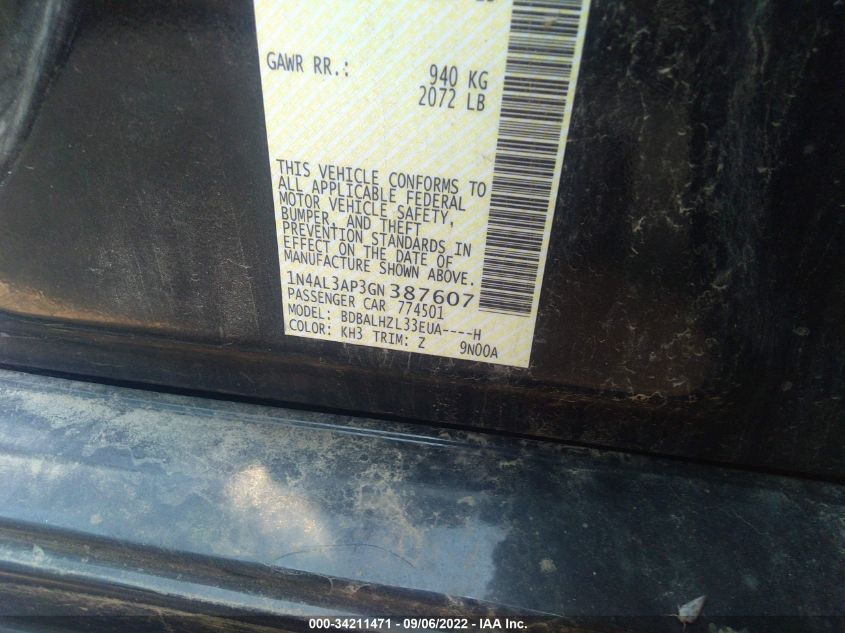 GAWR RR.: 940 KG
2072 LB
THIS VEHICLE CONFORMS TO
ALL APPLICABLE FEDERAL
MOTOR VEHICLE SAFETY,
BUMPER, AND THEFT
PREVENTION STANDARDS IN
EFFECT ON THE DATE OF
MANUFACTURE SHOWN ABOVE.
1N4AL3AP3GN387607
PASSENGER CAR 774501
MODEL: BDBALHZL33EUA----H
COLOR: KH3 TRIM: Z 9N00A
000-34211471 - 09/06/2022 - IAA Inc.